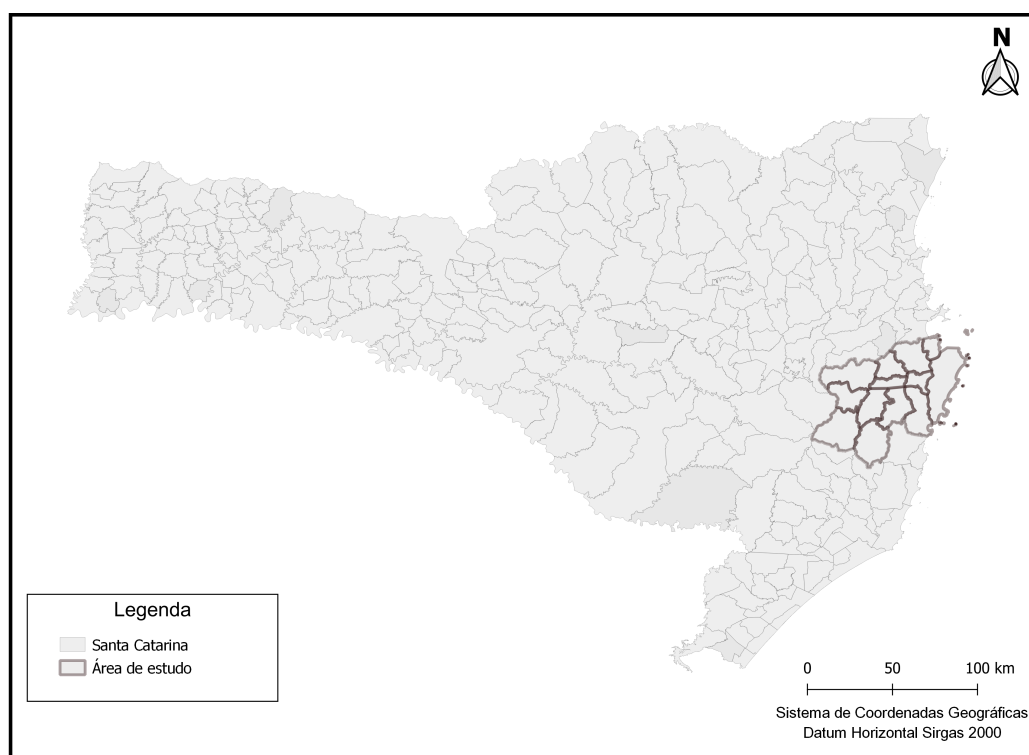 N
Legenda
Santa Catarina
Área de estudo
0 50 100 km
Sistema de Coordenadas Geográficas
Datum Horizontal Sirgas 2000